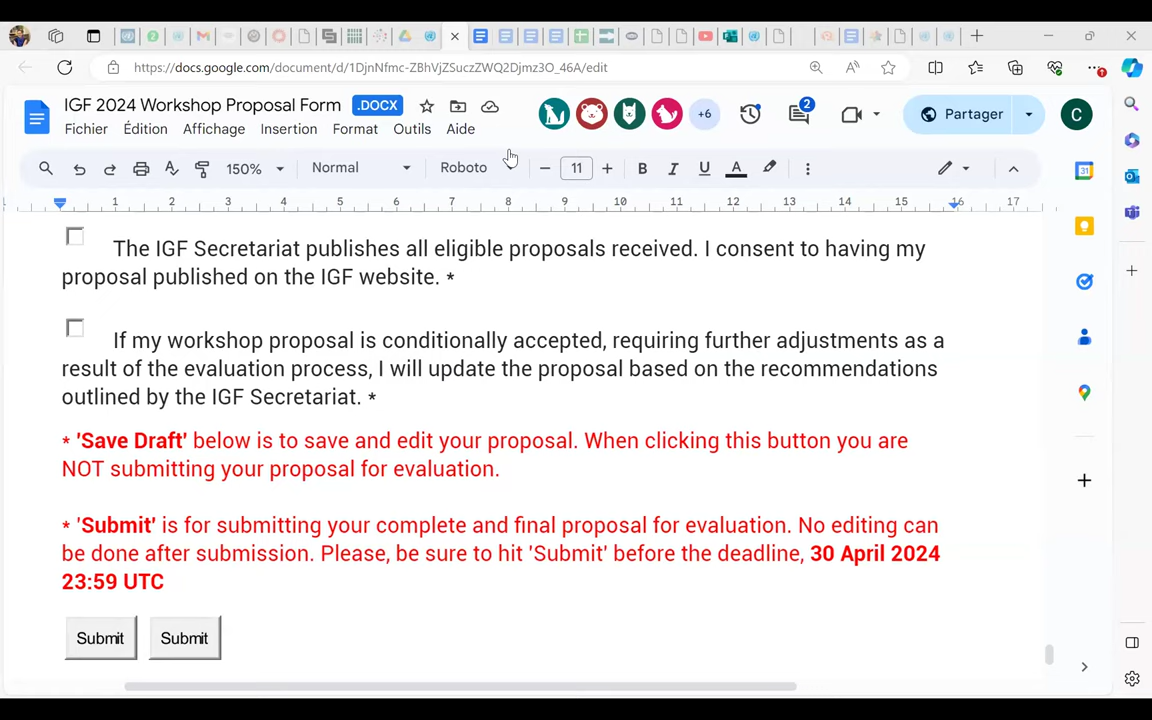 https://docs.google.com/document/d/1DjnNfmc-ZBhVjZSuczZWQ2Djmz3O_46A/edit
IGF 2024 Workshop Proposal Form .DOCX
+6
2
Partager
C
Fichier Édition Affichage Insertion Format Outils Aide
150% Normal Roboto 11 B I U A
1 2 3 4 5 6 7 8 9 10 11 12 13 14 15 16 17
The IGF Secretariat publishes all eligible proposals received. I consent to having my
proposal published on the IGF website. *
If my workshop proposal is conditionally accepted, requiring further adjustments as a
result of the evaluation process, I will update the proposal based on the recommendations
outlined by the IGF Secretariat. *
* 'Save Draft' below is to save and edit your proposal. When clicking this button you are
NOT submitting your proposal for evaluation.
* 'Submit' is for submitting your complete and final proposal for evaluation. No editing can
be done after submission. Please, be sure to hit 'Submit' before the deadline, 30 April 2024
23:59 UTC
Submit Submit